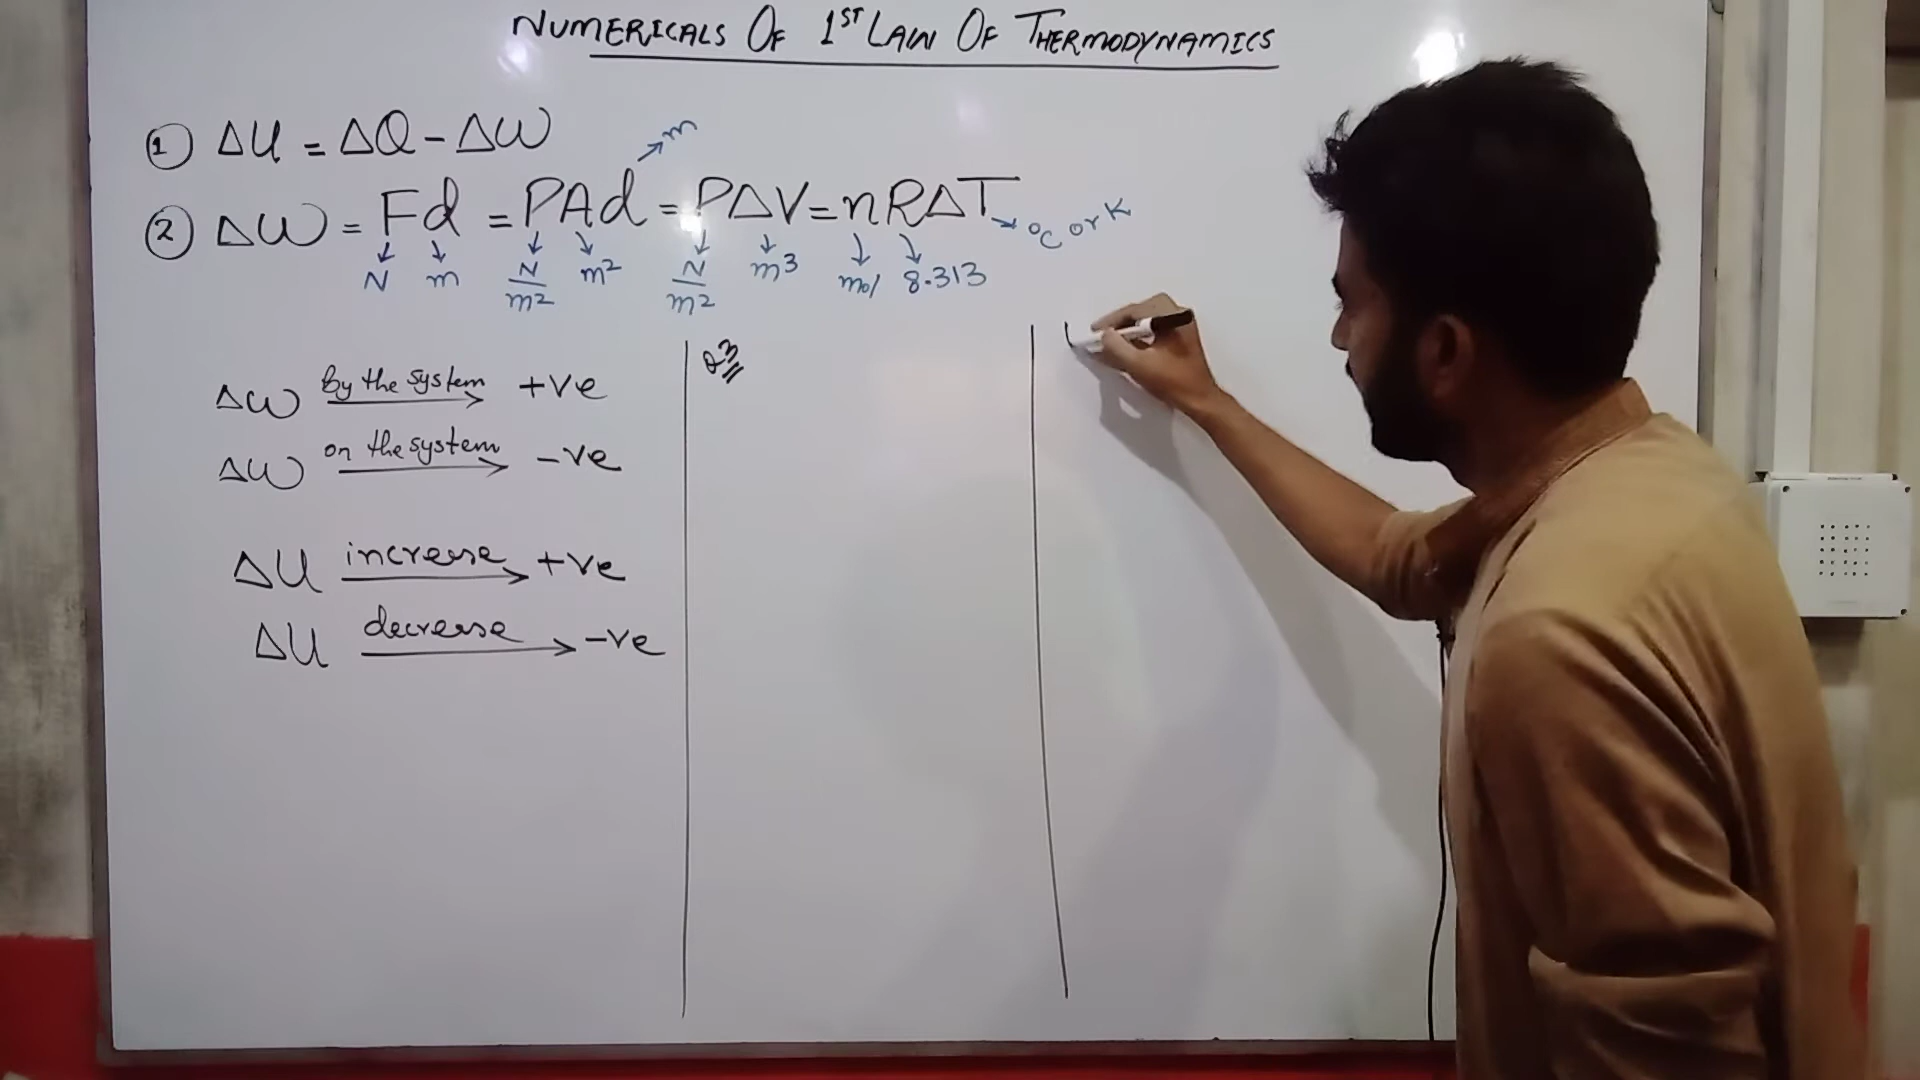 NUMERICALS OF 1ST LAW OF THERMODYNAMICS
① ΔU = ΔQ - ΔW
② ΔW = Fd = PAd = PΔV = nRΔT
m
°C or K
N m N/m² m² N/m² m³ mol 8.313
ΔW by the system → +ve
ΔW on the system → -ve
ΔU increase → +ve
ΔU decrease → -ve
Q3